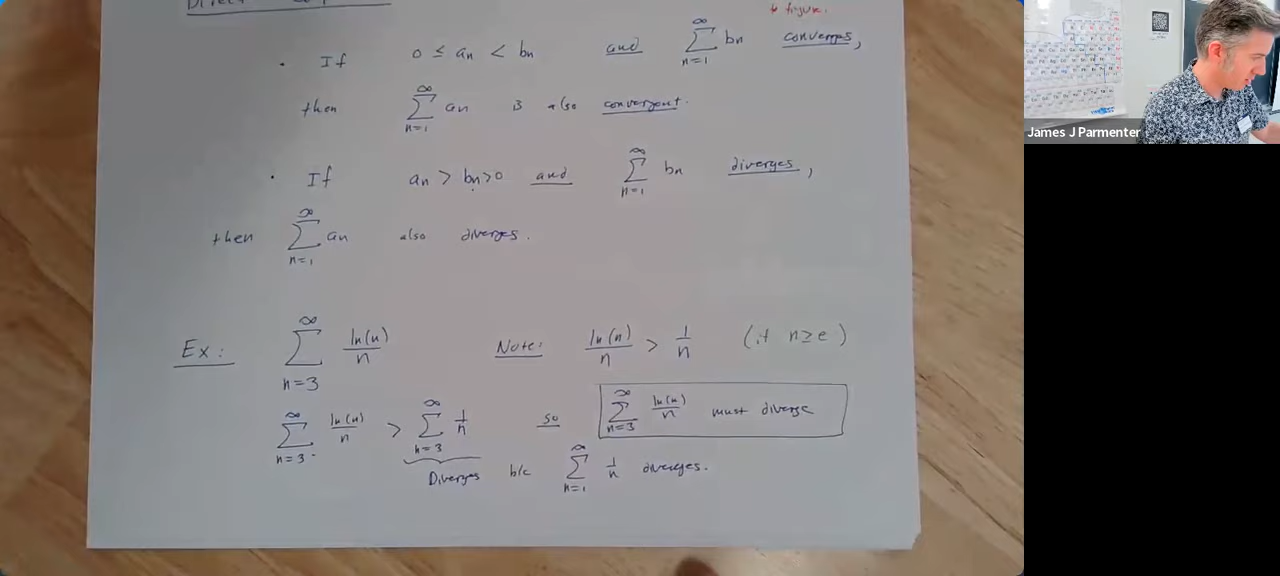 Direct
* figure.
• If 0 ≤ an < bn and ∞ Σ n=1 bn converges,
then ∞ Σ n=1 an is also convergent.
• If an > bn > 0 and ∞ Σ n=1 bn diverges,
then ∞ Σ n=1 an also diverges.
Ex: ∞ Σ n=3 ln(n)/n Note: ln(n)/n > 1/n (if n ≥ e)
∞ Σ n=3 ln(n)/n > ∞ Σ n=3 1/n so ∞ Σ n=3 ln(n)/n must diverge
Diverges b/c ∞ Σ n=1 1/n diverges.
James J Parmenter